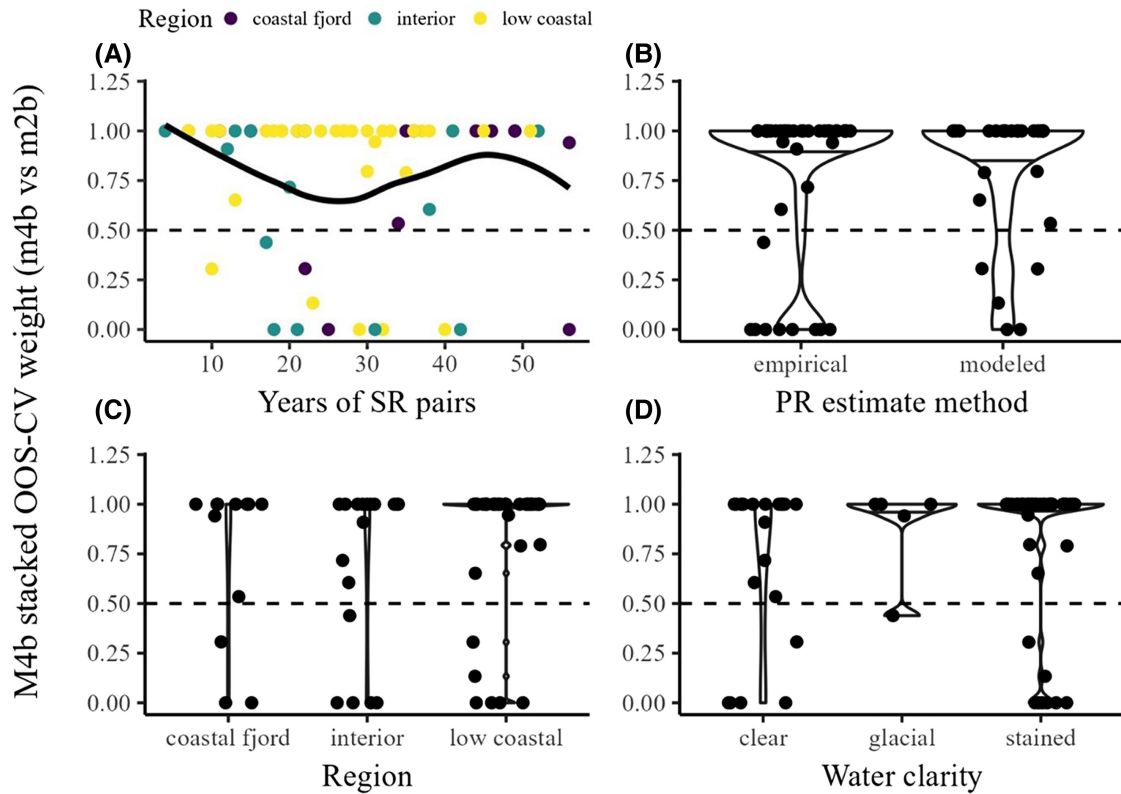 Region coastal fjord interior low coastal
(A)
(B)
M4b stacked OOS-CV weight (m4b vs m2b)
1.25
1.00
0.75
0.50
0.25
0.00
10 20 30 40 50
Years of SR pairs
1.25
1.00
0.75
0.50
0.25
0.00
empirical modeled
PR estimate method
(C)
(D)
1.25
1.00
0.75
0.50
0.25
0.00
coastal fjord interior low coastal
Region
1.25
1.00
0.75
0.50
0.25
0.00
clear glacial stained
Water clarity